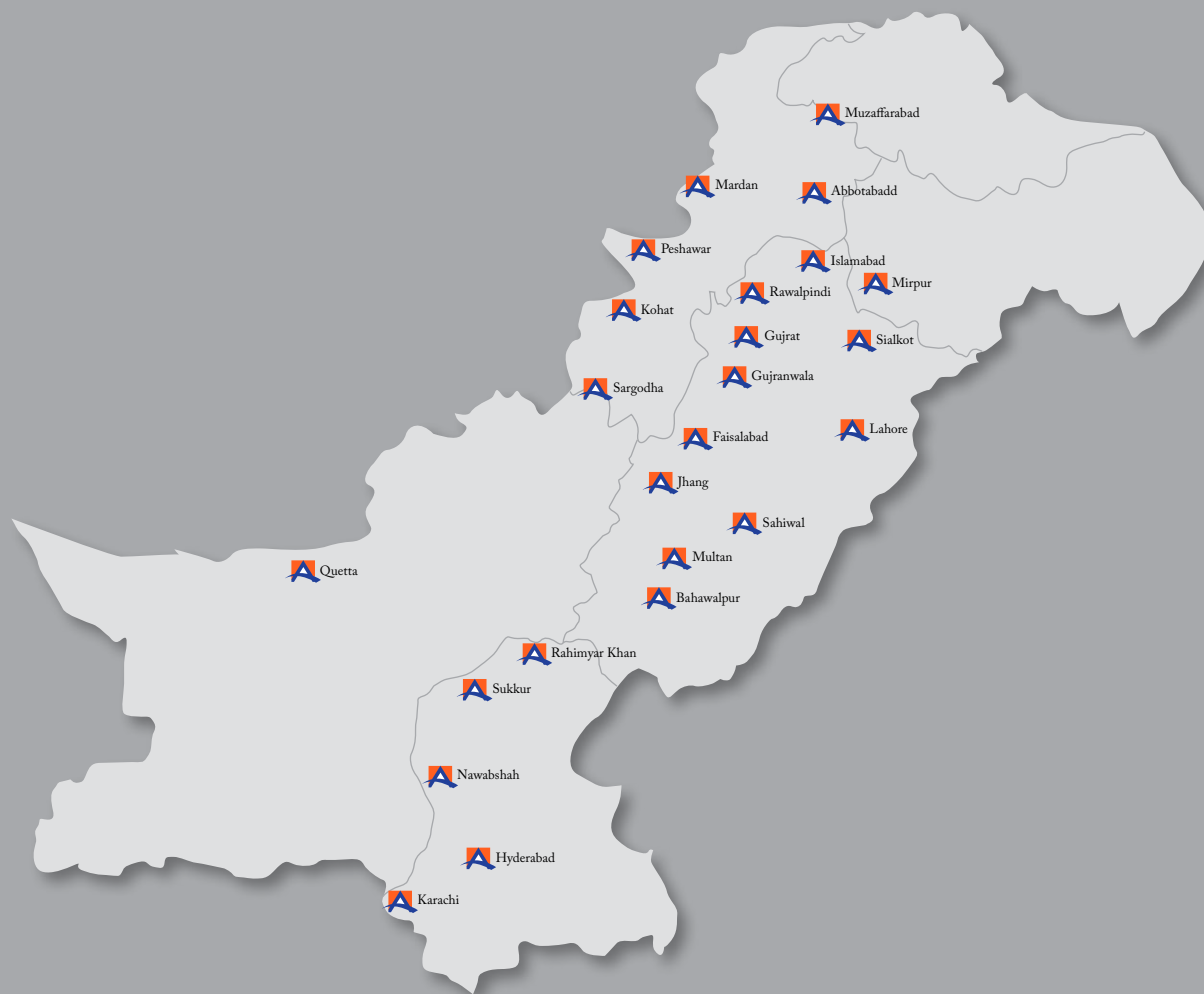 Muzaffarabad
Mardan
Abbotabadd
Peshawar
Islamabad
Mirpur
Rawalpindi
Kohat
Gujrat
Sialkot
Gujranwala
Sargodha
Lahore
Faisalabad
Jhang
Sahiwal
Multan
Quetta
Bahawalpur
Rahimyar Khan
Sukkur
Nawabshah
Hyderabad
Karachi